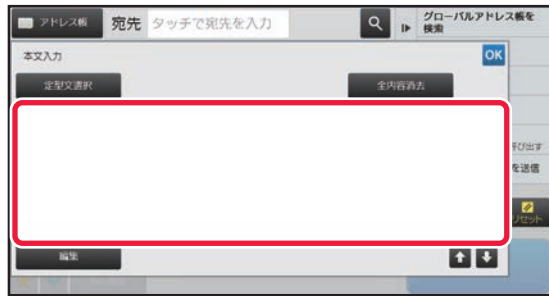 アドレス帳 宛先 タッチで宛先を入力 グローバルアドレス帳を
検索
本文入力 OK
定型文選択 全内容消去
呼び出す
を送信
リセット
編集